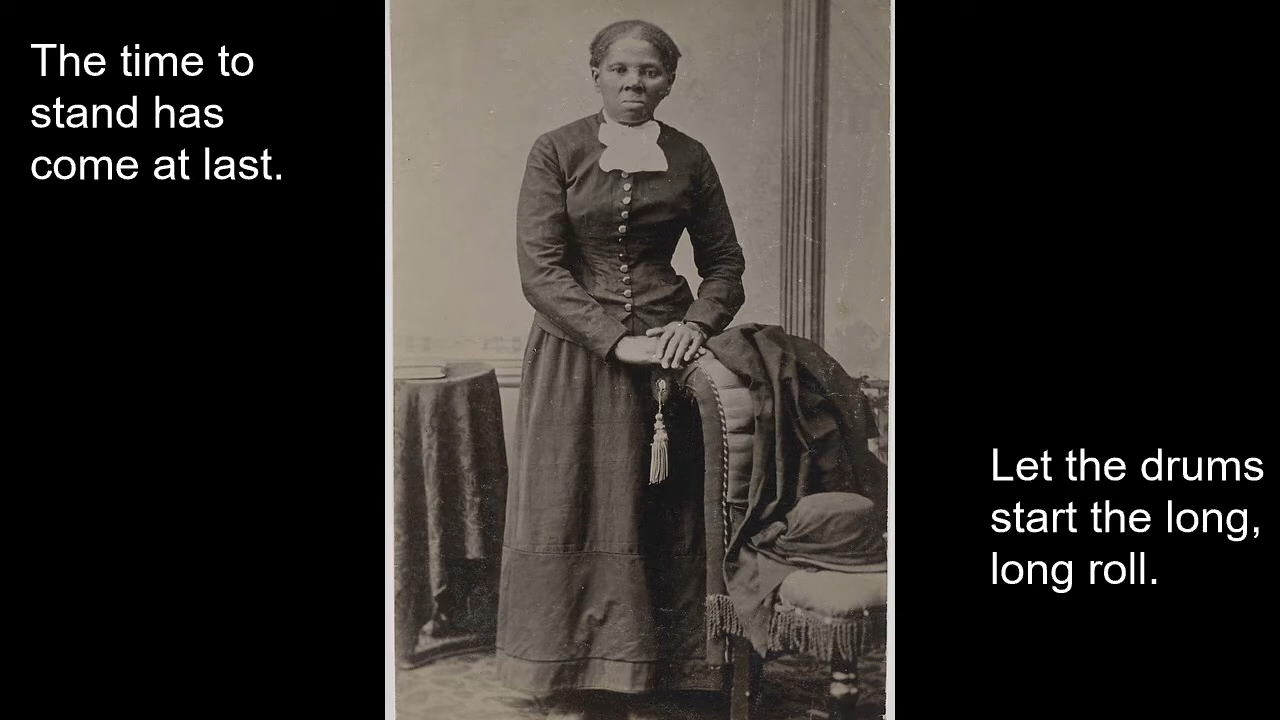 The time to
stand has
come at last.
Let the drums
start the long,
long roll.